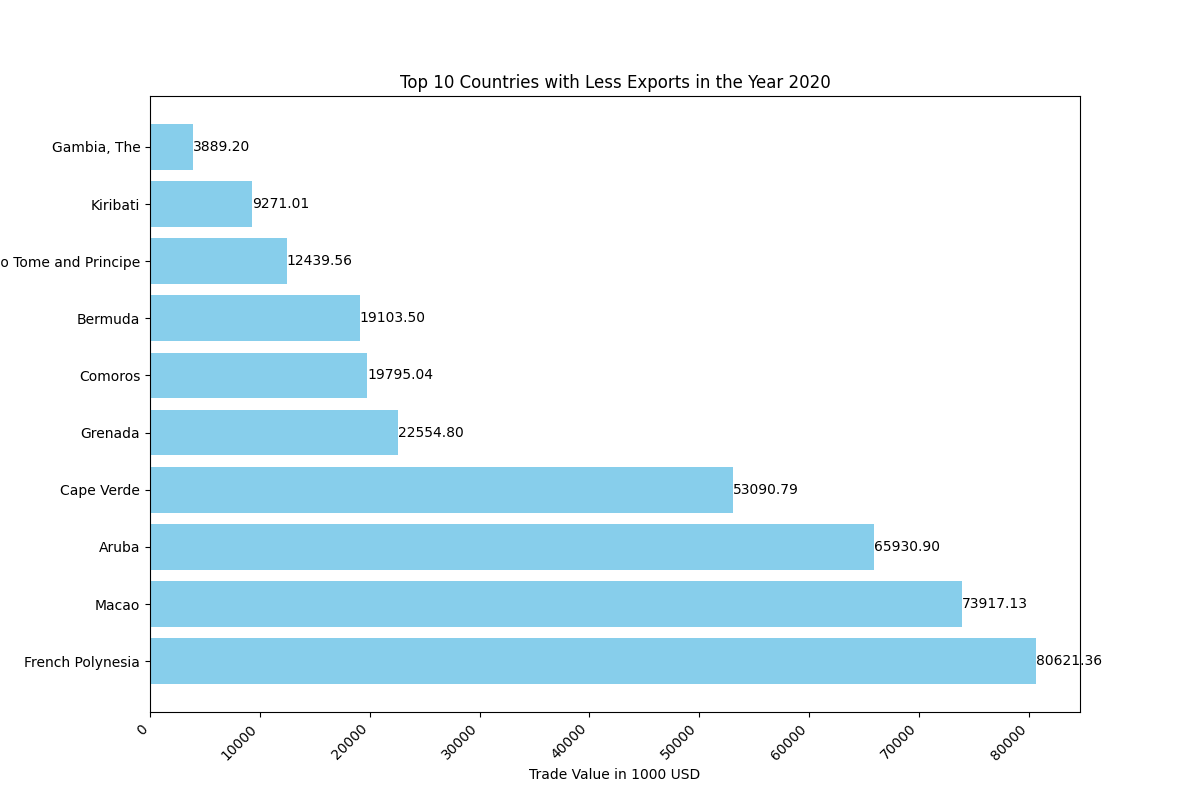 Top 10 Countries with Less Exports in the Year 2020
Gambia, The 3889.20
Kiribati 9271.01
o Tome and Principe 12439.56
Bermuda 19103.50
Comoros 19795.04
Grenada 22554.80
Cape Verde 53090.79
Aruba 65930.90
Macao 73917.13
French Polynesia 80621.36
0 10000 20000 30000 40000 50000 60000 70000 80000
Trade Value in 1000 USD